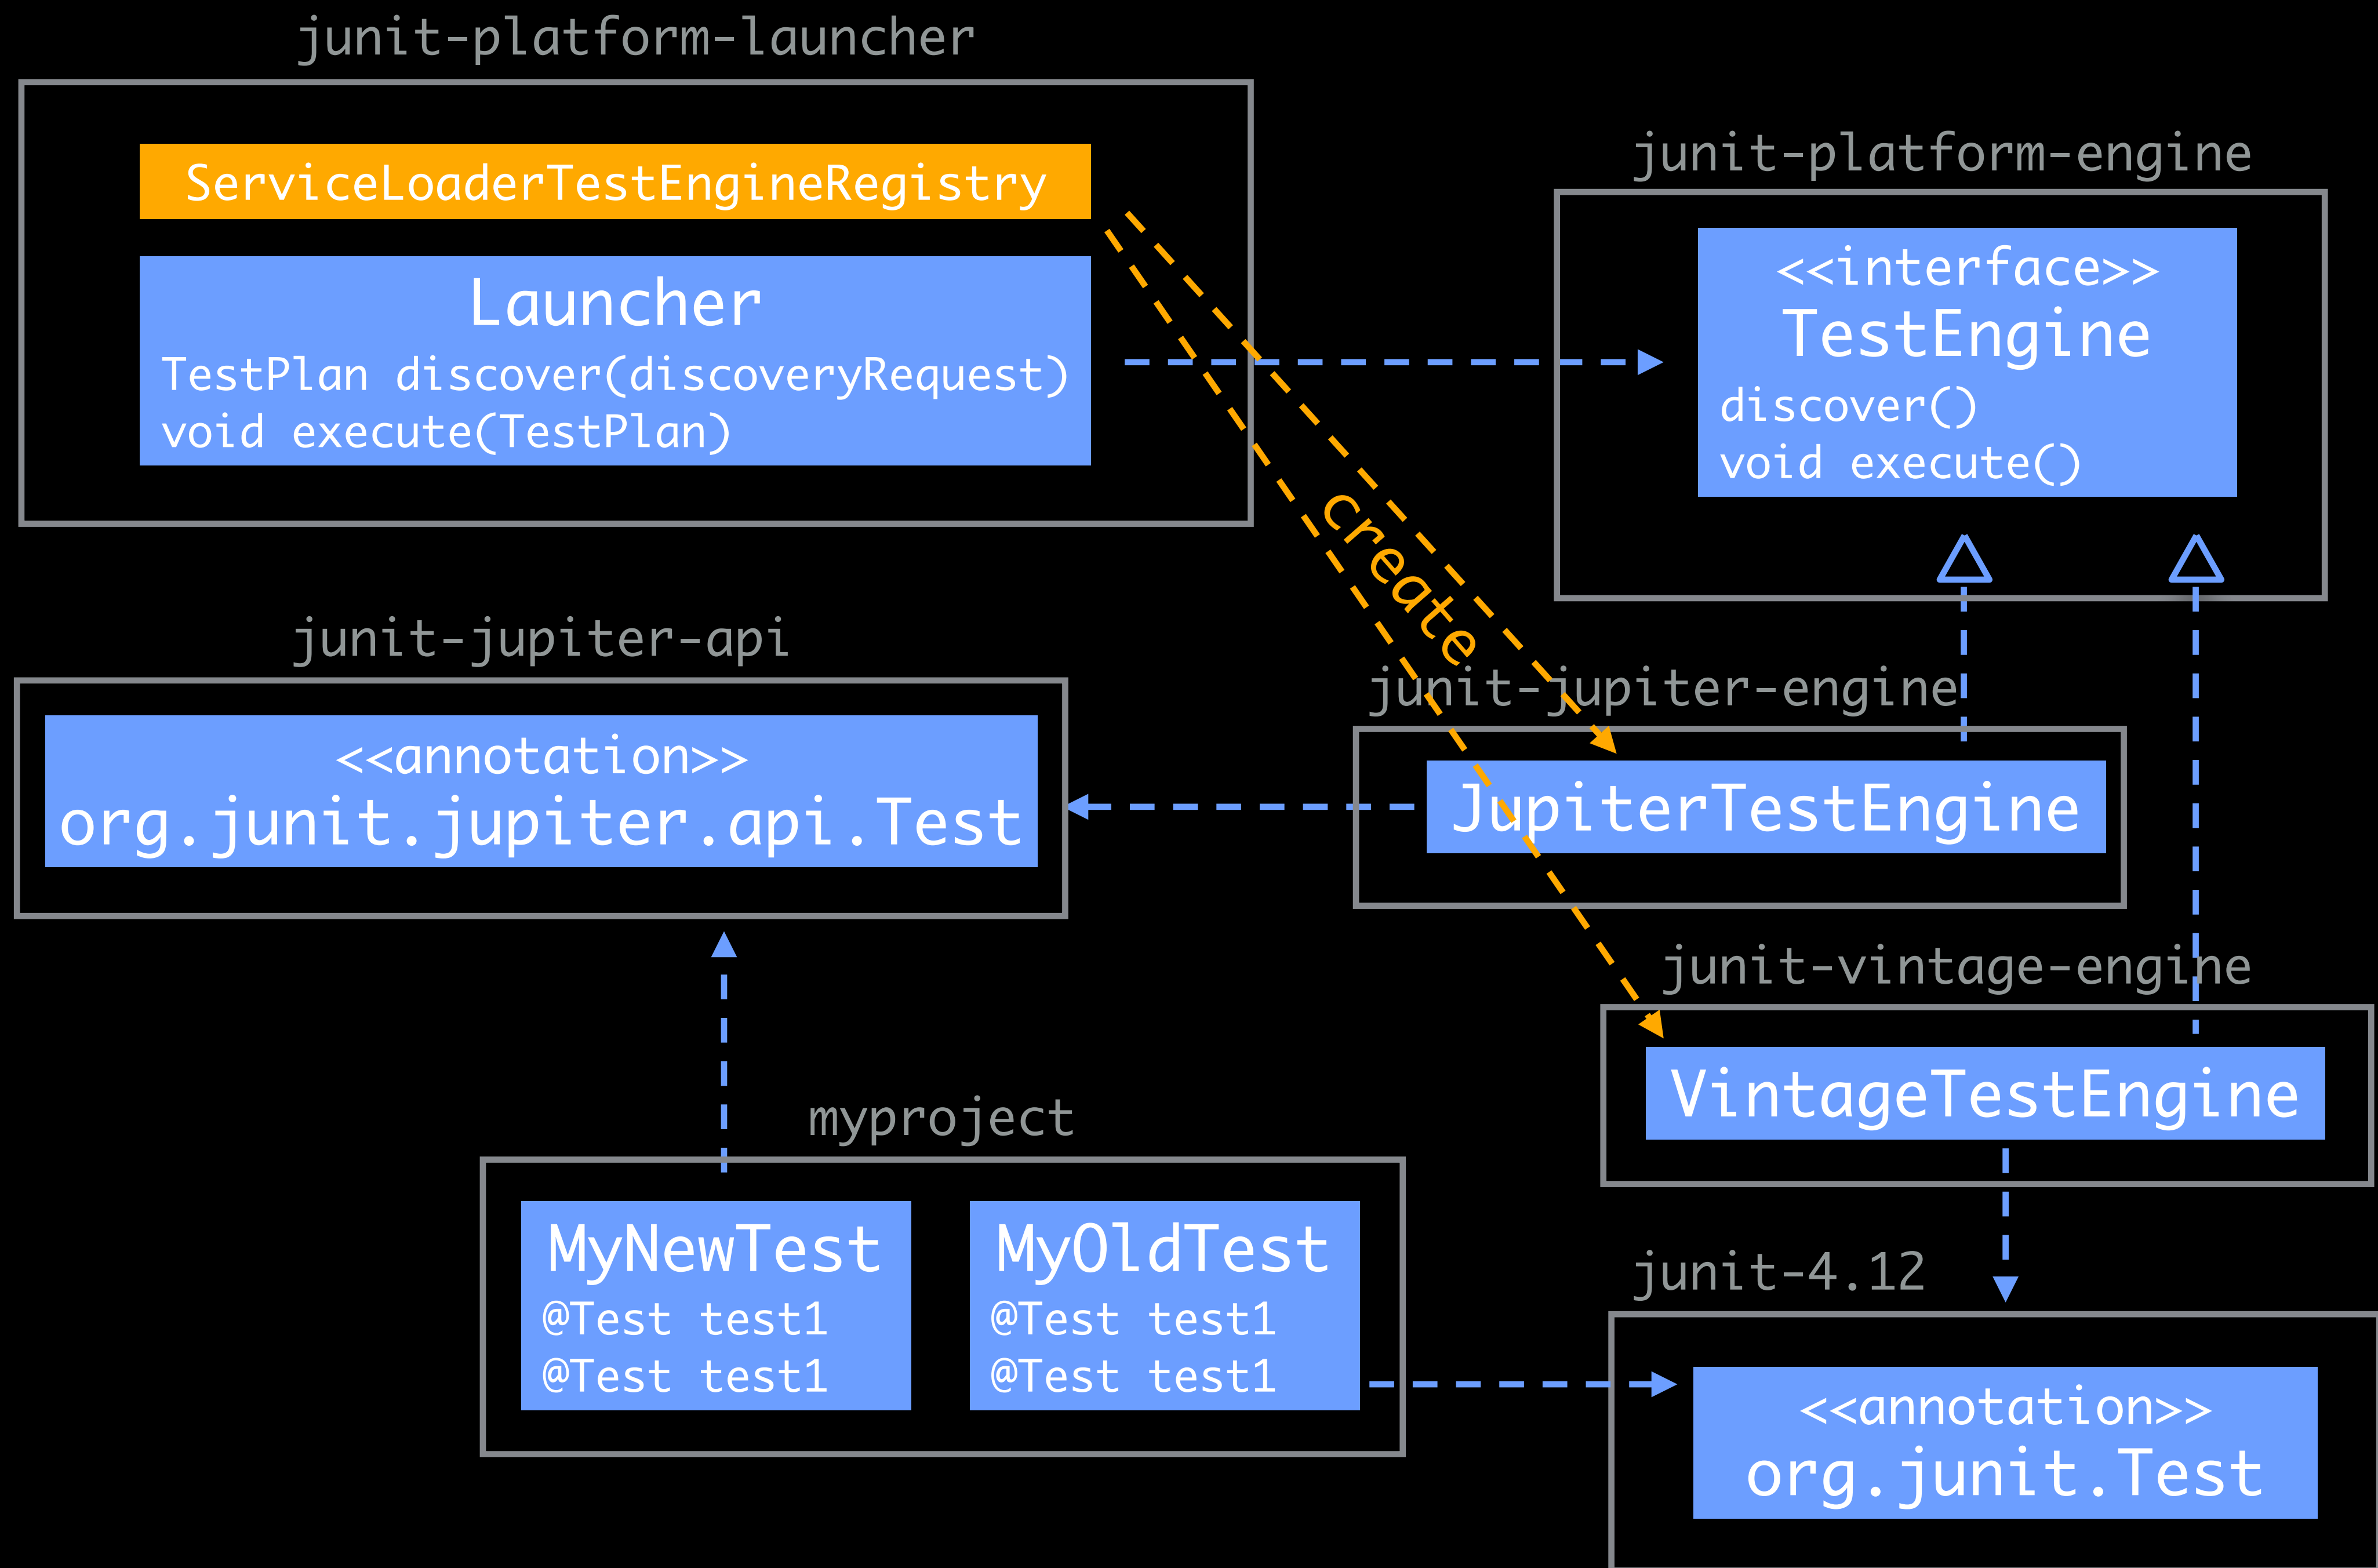 junit-platform-launcher
ServiceLoaderTestEngineRegistry
Launcher
TestPlan discover(discoveryRequest)
void execute(TestPlan)
junit-platform-engine
<<interface>>
TestEngine
discover()
void execute()
create
junit-jupiter-api
<<annotation>>
org.junit.jupiter.api.Test
junit-jupiter-engine
JupiterTestEngine
junit-vintage-engine
VintageTestEngine
myproject
MyNewTest
@Test test1
@Test test1
MyOldTest
@Test test1
@Test test1
junit-4.12
<<annotation>>
org.junit.Test